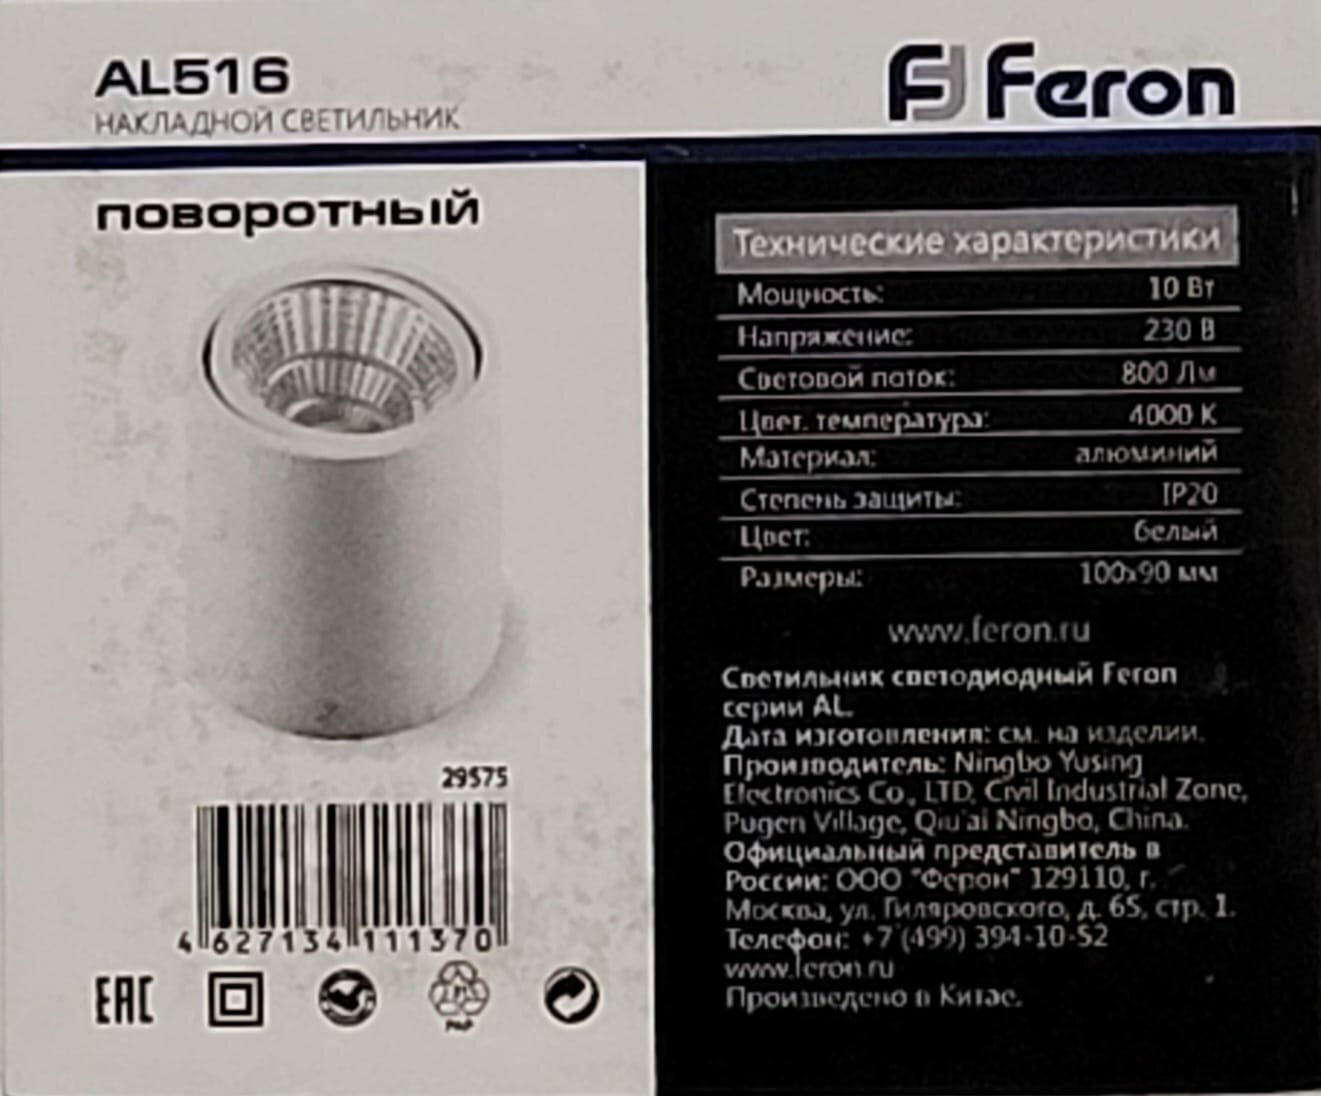 AL516
НАКЛАДНОЙ СВЕТИЛЬНИК
Feron
поворотный
29575
4 627134 111370
EAC
PAP
Технические характеристики
Мощность: 10 Вт
Напряжение: 230 В
Световой поток: 800 Лм
Цвет. температура: 4000 К
Материал: алюминий
Степень защиты: IP20
Цвет: белый
Размеры: 100х90 мм
www.feron.ru
Светильник светодиодный Feron
серии AL.
Дата изготовления: см. на изделии.
Производитель: Ningbo Yusing
Electronics Co., LTD, Civil Industrial Zone,
Pugen Village, Qiu'ai Ningbo, China.
Официальный представитель в
России: ООО "Ферон" 129110, г.
Москва, ул. Гиляровского, д. 65, стр. 1.
Телефон: +7 (499) 394-10-52
www.feron.ru
Произведено в Китае.